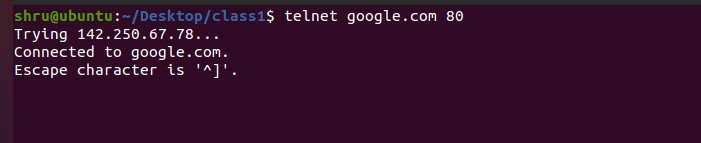 shru@ubuntu:~/Desktop/class1$ telnet google.com 80
Trying 142.250.67.78...
Connected to google.com.
Escape character is '^]'.